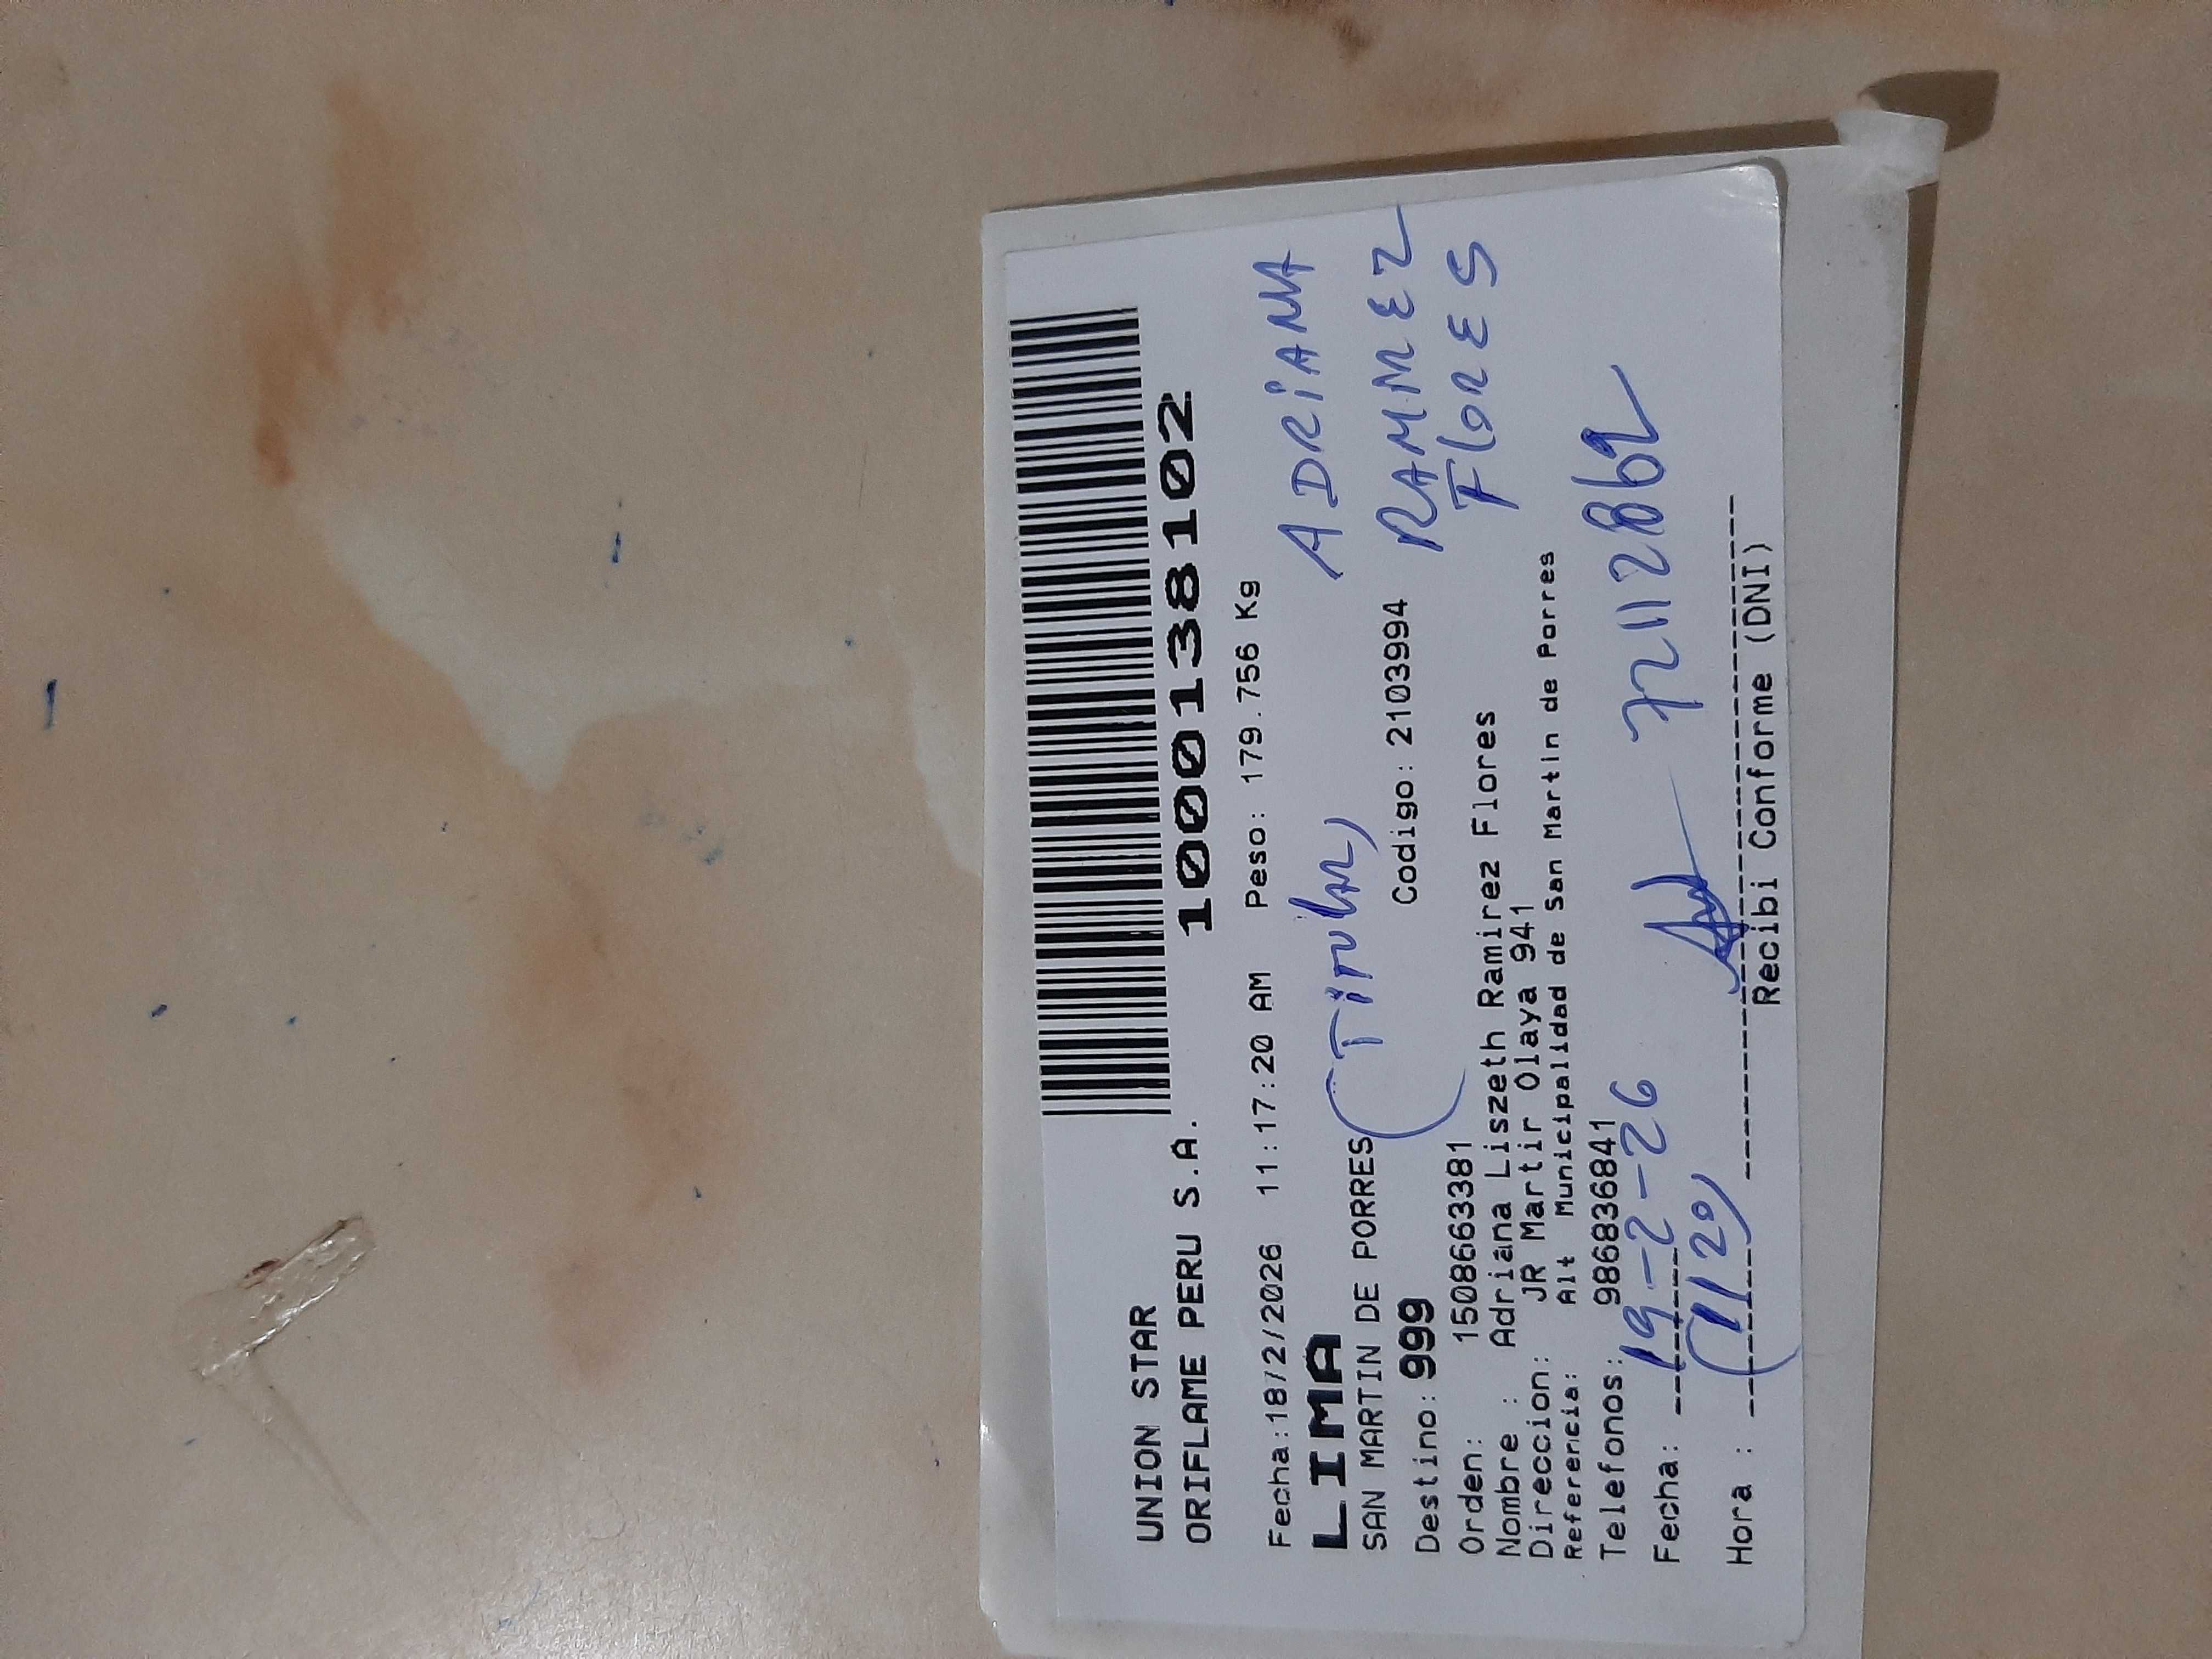 UNION STAR
ORIFLAME PERU S.A. 1000138102
Fecha:18/2/2026 11:17:20 AM Peso: 179.756 Kg
LIMA (TITULAR) ADRIANA
SAN MARTIN DE PORRES
Destino: 999 Codigo: 2103994 RAMIREZ
FLORES
Orden: 1508663381
Nombre : Adriana Liszeth Ramirez Flores
Direccion: JR Martir Olaya 941
Referencia: Alt Municipalidad de San Martin de Porres
Telefonos: 986836841
Fecha: 19-2-26 72112862
Hora : (1120)
Recibi Conforme (DNI)